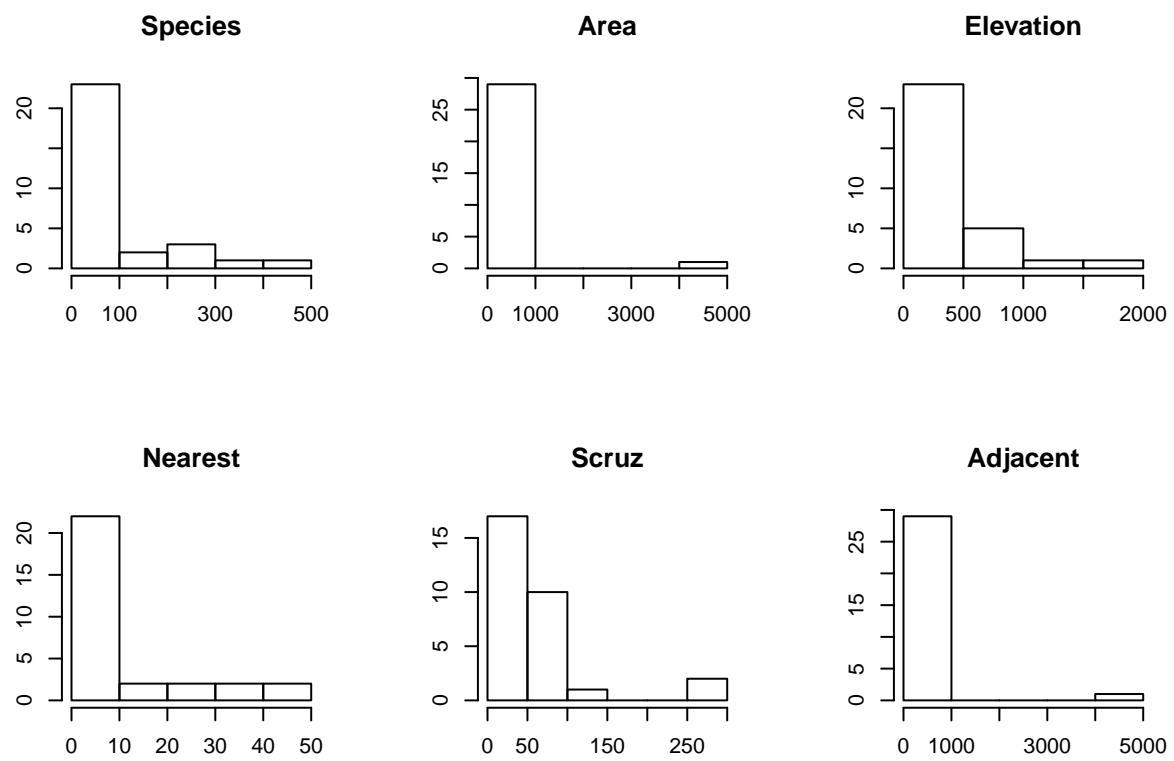 Species
0 5 10 20
0 100 300 500
Area
0 5 15 25
0 1000 3000 5000
Elevation
0 5 10 20
0 500 1000 2000
Nearest
0 5 10 15 20
0 10 20 30 40 50
Scruz
0 5 10 15
0 50 150 250
Adjacent
0 5 15 25
0 1000 3000 5000